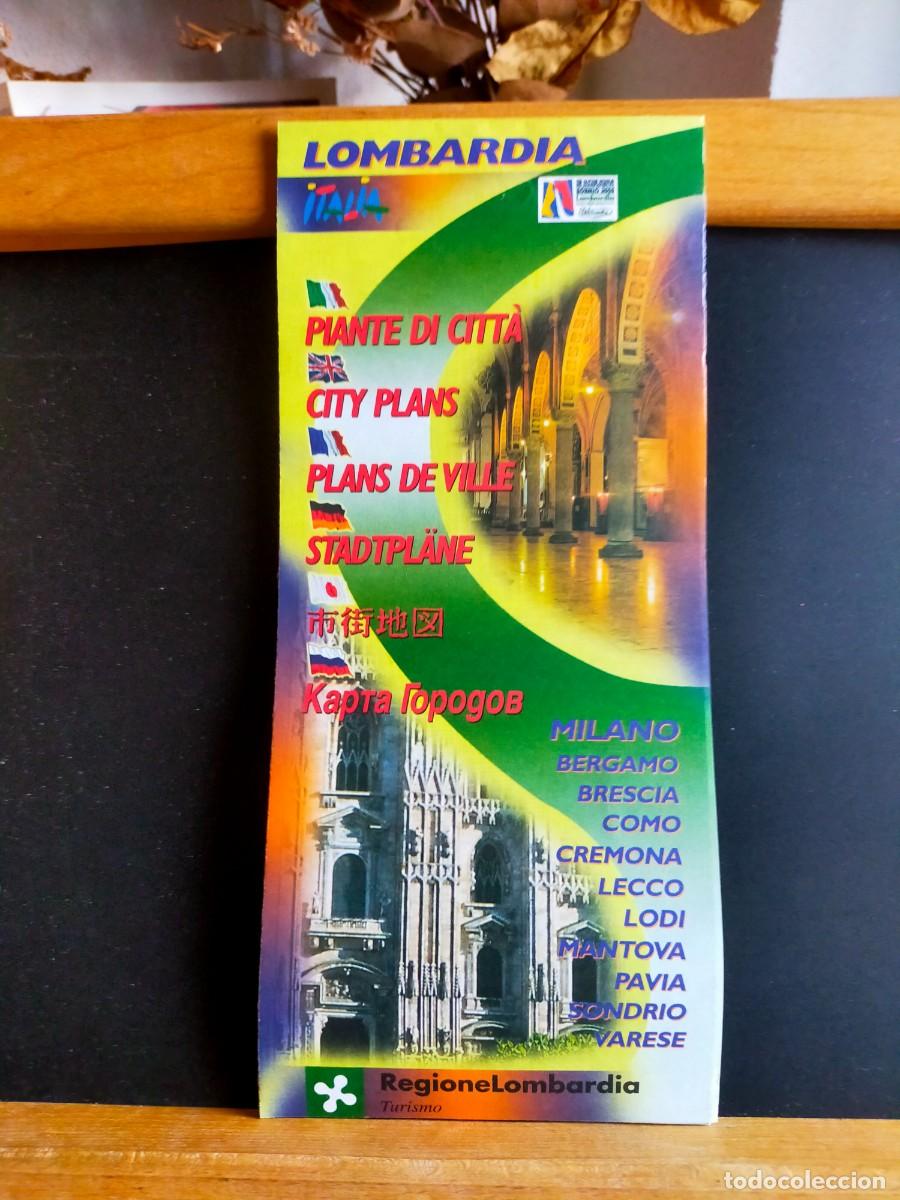 LOMBARDIA
iTALiA
Lombardia
PIANTE DI CITTÀ
CITY PLANS
PLANS DE VILLE
STADTPLÄNE
市街地図
Карта Городов
MILANO
BERGAMO
BRESCIA
COMO
CREMONA
LECCO
LODI
MANTOVA
PAVIA
SONDRIO
VARESE
RegioneLombardia
Turismo
todocoleccion